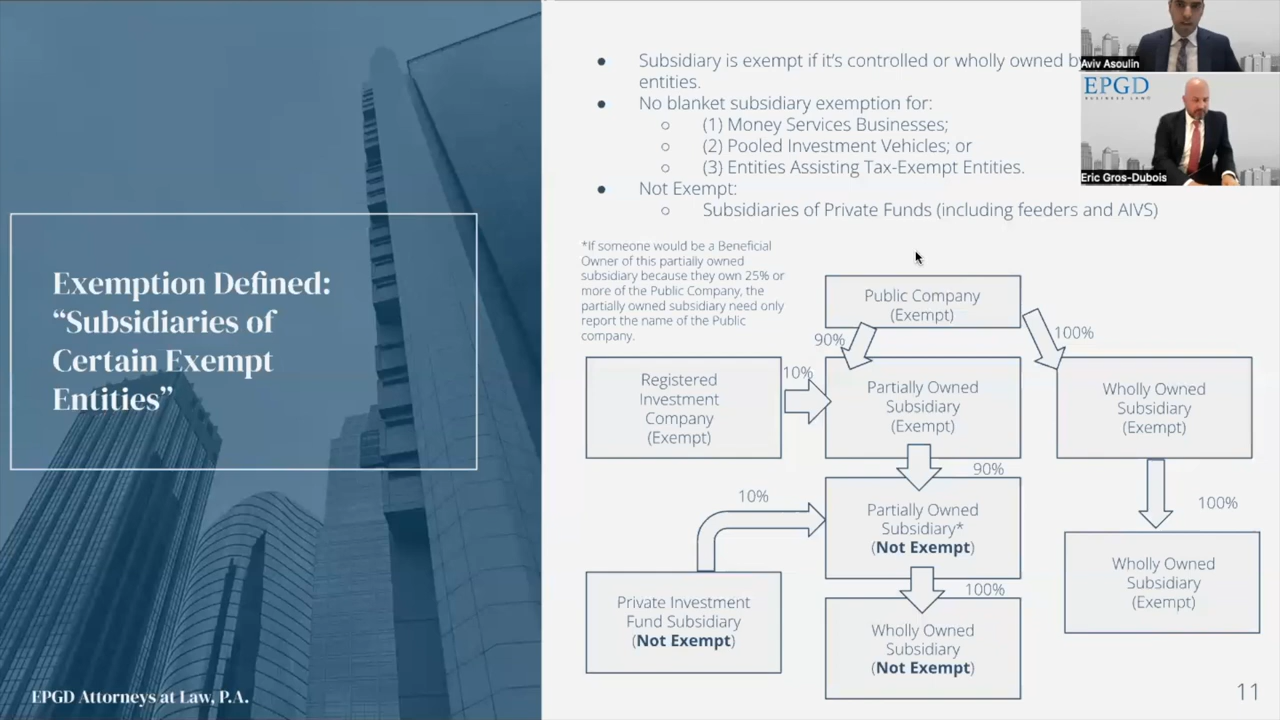 Exemption Defined:
“Subsidiaries of
Certain Exempt
Entities”
EPGD Attorneys at Law, P.A.
● Subsidiary is exempt if it’s controlled or wholly owned
entities.
● No blanket subsidiary exemption for:
○ (1) Money Services Businesses;
○ (2) Pooled Investment Vehicles; or
○ (3) Entities Assisting Tax-Exempt Entities.
● Not Exempt:
○ Subsidiaries of Private Funds (including feeders and AIVS)
Aviv Asoulin
EPGD
BUSINESS LAW
Eric Gros-Dubois
*If someone would be a Beneficial
Owner of this partially owned
subsidiary because they own 25% or
more of the Public Company, the
partially owned subsidiary need only
report the name of the Public
company.
Public Company
(Exempt)
90%
100%
Registered
Investment
Company
(Exempt)
10%
Partially Owned
Subsidiary
(Exempt)
Wholly Owned
Subsidiary
(Exempt)
90%
100%
10%
Partially Owned
Subsidiary*
(Not Exempt)
Wholly Owned
Subsidiary
(Exempt)
100%
Private Investment
Fund Subsidiary
(Not Exempt)
Wholly Owned
Subsidiary
(Not Exempt)
11